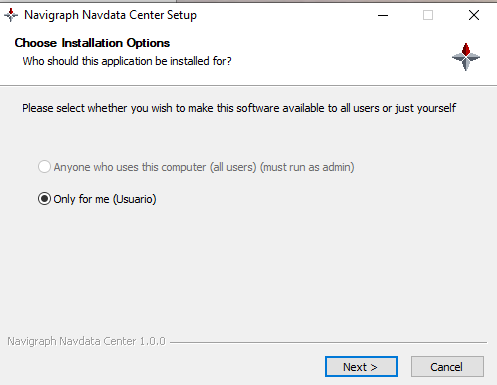 Navigraph Navdata Center Setup
Choose Installation Options
Who should this application be installed for?
Please select whether you wish to make this software available to all users or just yourself
Anyone who uses this computer (all users) (must run as admin)
Only for me (Usuario)
Navigraph Navdata Center 1.0.0
Next >
Cancel